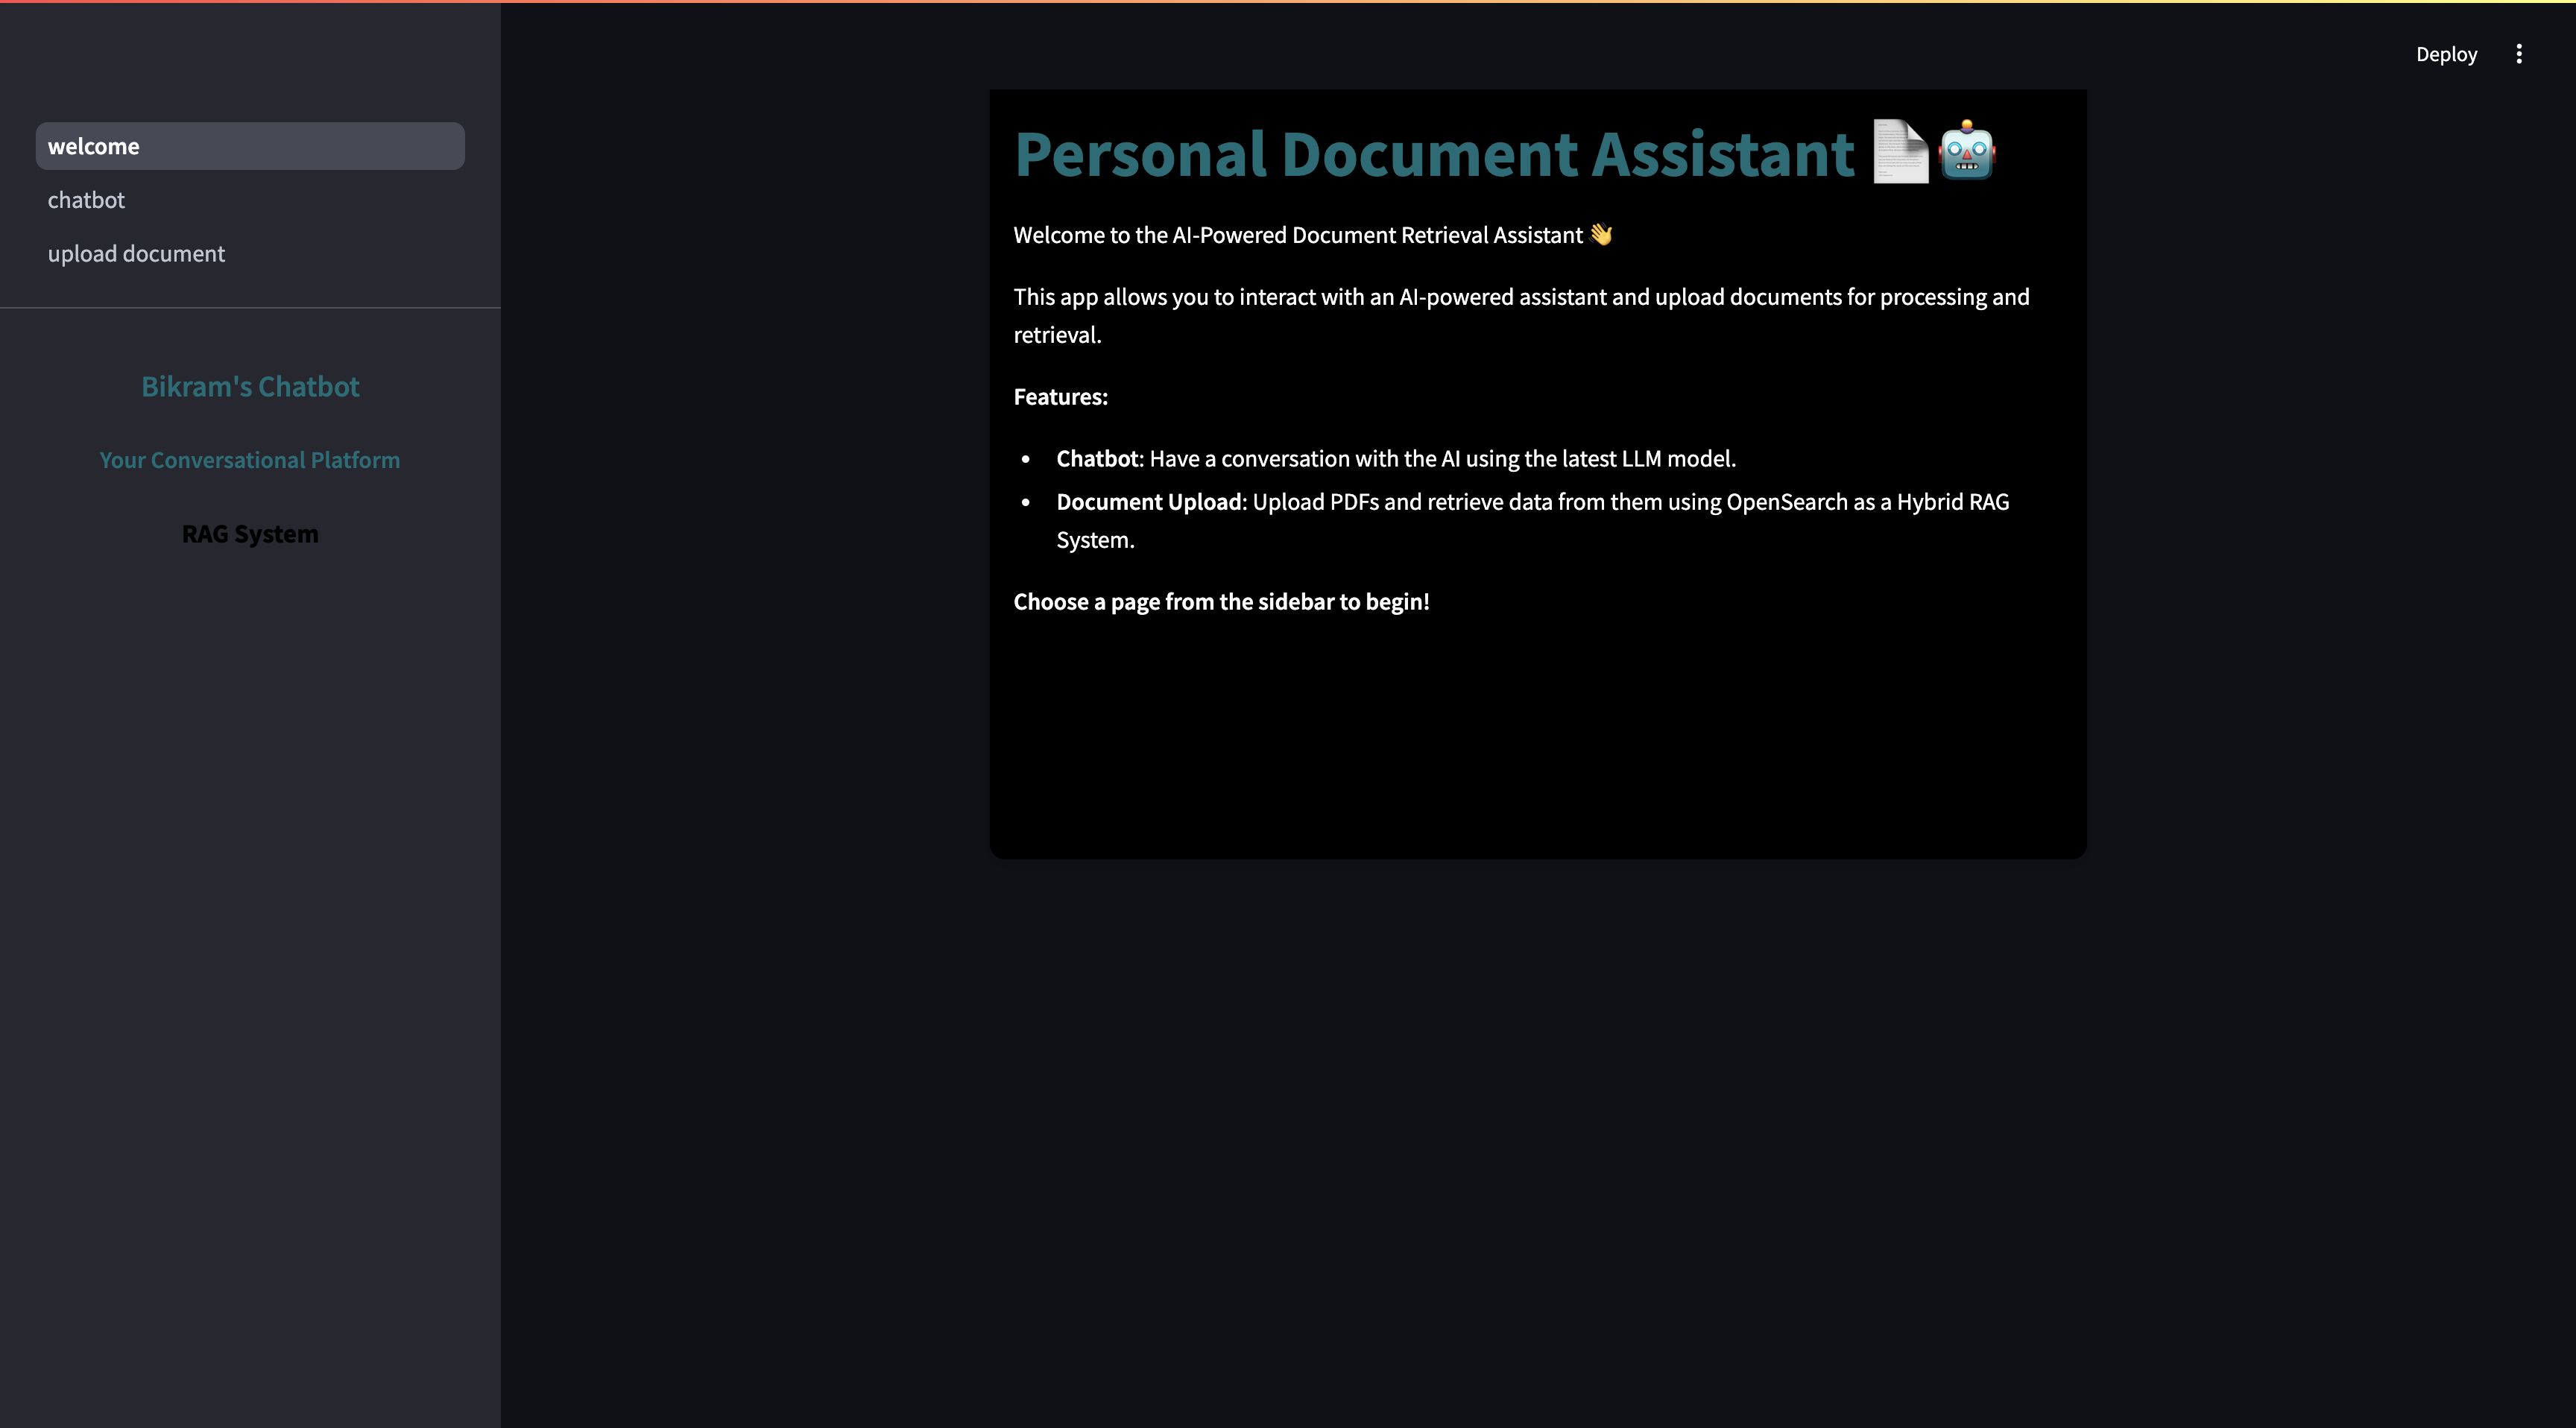 Deploy
welcome
chatbot
upload document
Bikram's Chatbot
Your Conversational Platform
RAG System
Personal Document Assistant 📄🤖
Welcome to the AI-Powered Document Retrieval Assistant 👋
This app allows you to interact with an AI-powered assistant and upload documents for processing and
retrieval.
Features:
• Chatbot: Have a conversation with the AI using the latest LLM model.
• Document Upload: Upload PDFs and retrieve data from them using OpenSearch as a Hybrid RAG
System.
Choose a page from the sidebar to begin!